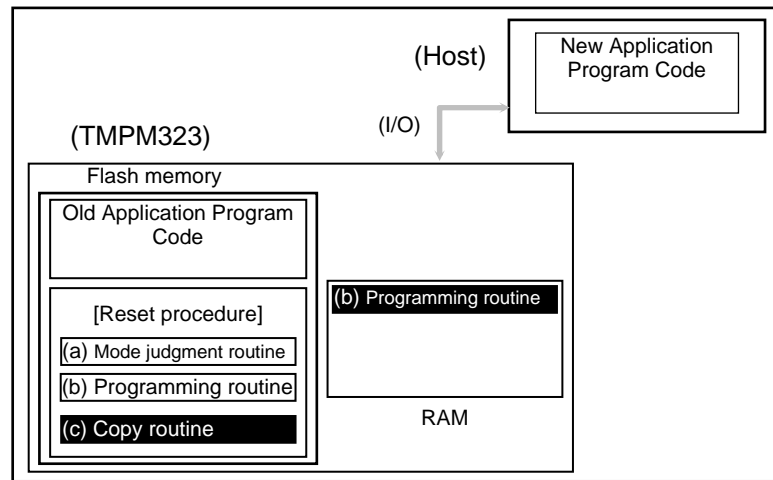 (Host)
New Application
Program Code
(I/O)
(TMPM323)
Flash memory
Old Application Program
Code
[Reset procedure]
(a) Mode judgment routine
(b) Programming routine
(c) Copy routine
(b) Programming routine
RAM